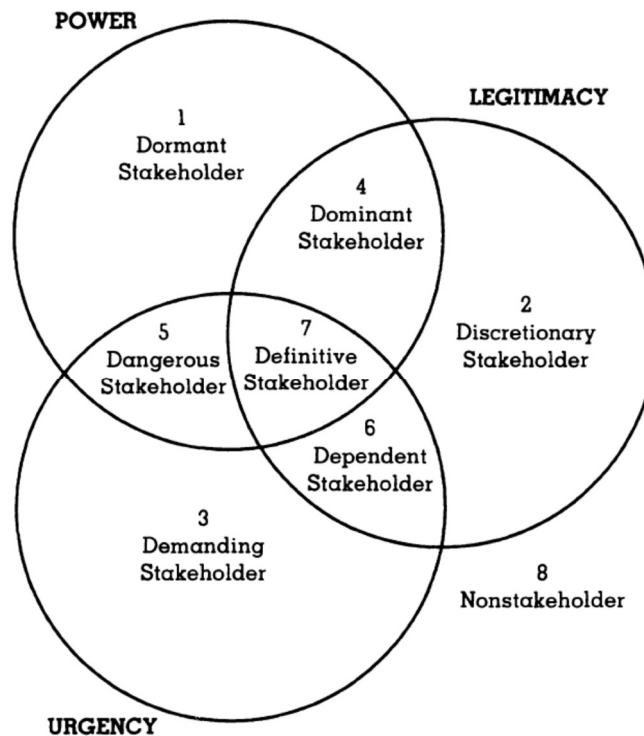 POWER
LEGITIMACY
1
Dormant
Stakeholder
4
Dominant
Stakeholder
2
Discretionary
Stakeholder
5
Dangerous
Stakeholder
7
Definitive
Stakeholder
6
Dependent
Stakeholder
3
Demanding
Stakeholder
8
Nonstakeholder
URGENCY